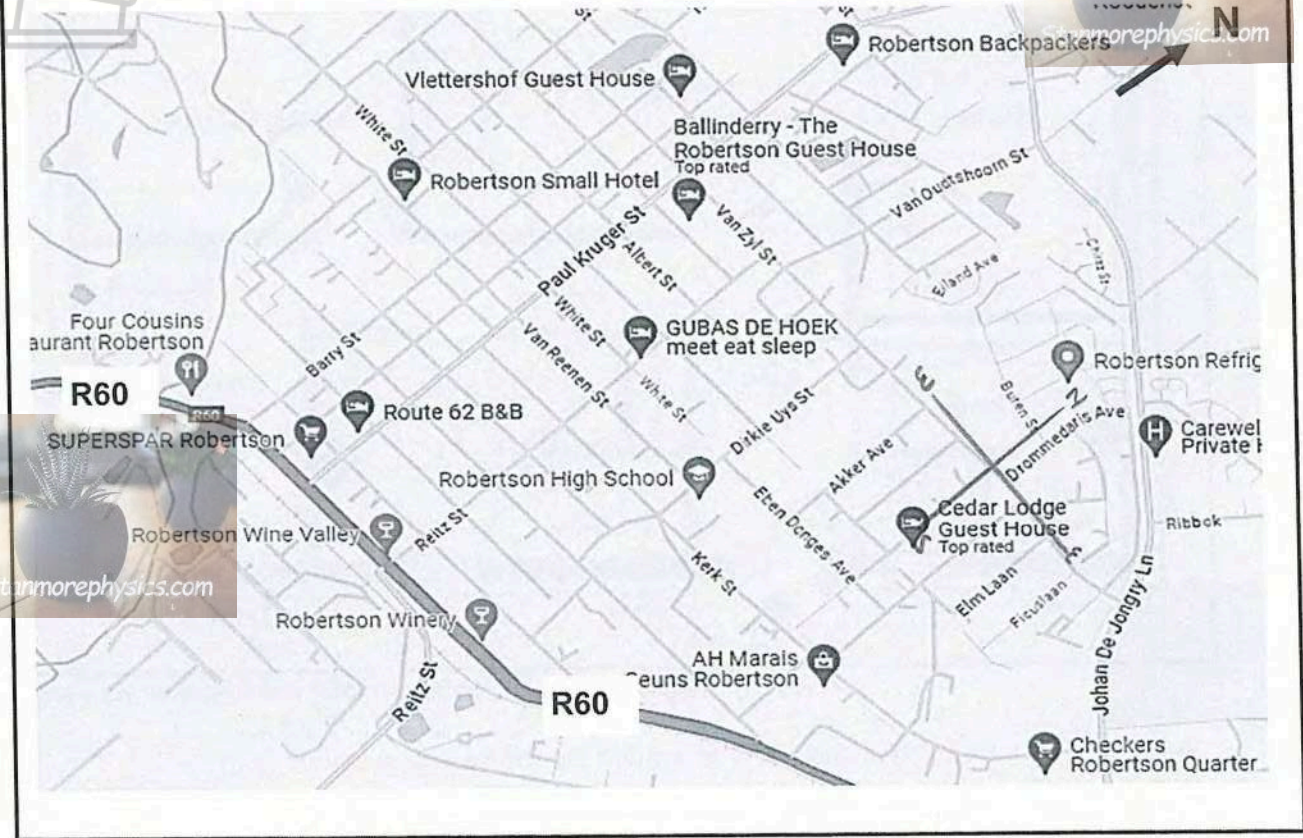 N
Stanmorephysics.com
Robertson Backpackers
Vlettershof Guest House
White St
Ballinderry - The
Robertson Guest House
Top rated
Robertson Small Hotel
Van Oudtshoorn St
Van Zyl St
Paul Kruger St
Albert St
Eiland Ave
White St
Four Cousins
aurant Robertson
GUBAS DE HOEK
meet eat sleep
Barry St
Van Reenen St
Robertson Refrig
R60
R60
White St
Route 62 B&B
Buren St
N
Drommedaris Ave
Carewel
Private H
SUPERSPAR Robertson
Dirkie Uys St
Akker Ave
Robertson High School
Eben Donges Ave
Cedar Lodge
Guest House
Top rated
Ribbok
Robertson Wine Valley
Reitz St
Kerk St
Elm Laan
Ficuslaan
tanmorephysics.com
Robertson Winery
Johan De Jongty Ln
AH Marais
Seuns Robertson
Reitz St
R60
Checkers
Robertson Quarter